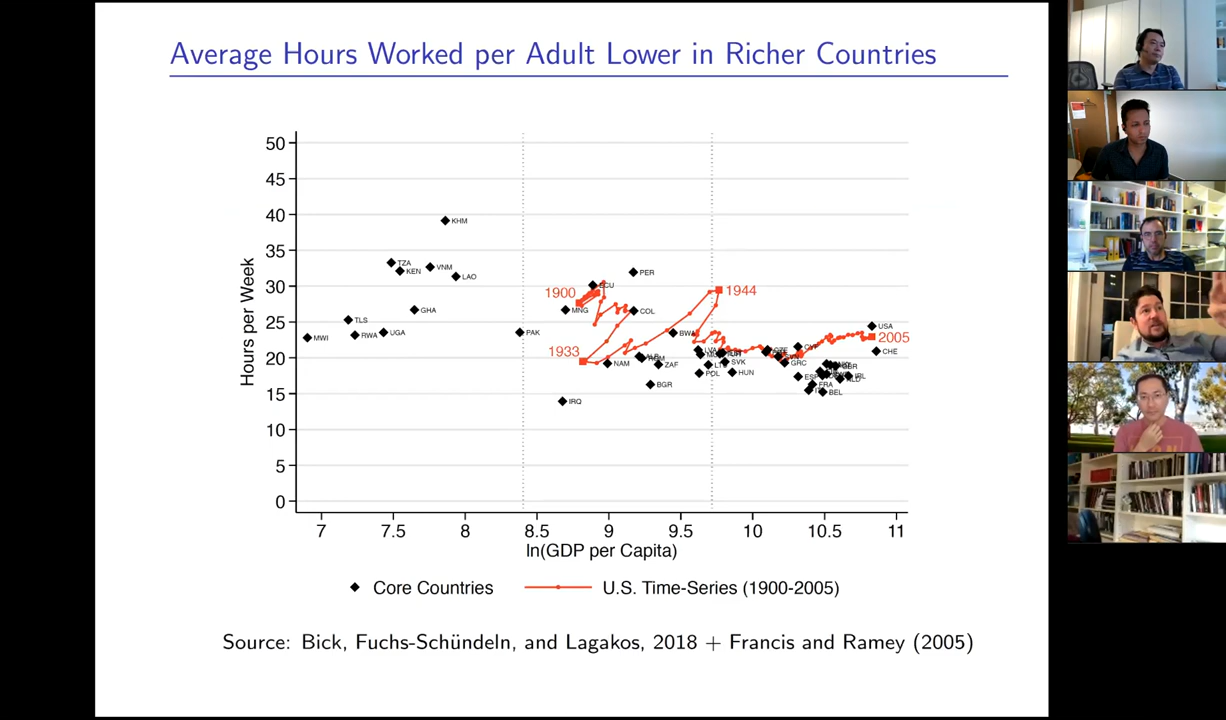 Average Hours Worked per Adult Lower in Richer Countries
50
45
40
35
30
25
20
15
10
5
0
Hours per Week
KHM
TZA
KEN
VNM
LAO
PER
ECU
1900
1944
MNG
COL
GHA
TLS
USA
MWI
RWA
UGA
PAK
BWA
2005
1933
CHE
NAM
ZAF
SVK
GRC
POL
HUN
ESP
BGR
FRA
BEL
IRQ
7 7.5 8 8.5 9 9.5 10 10.5 11
ln(GDP per Capita)
Core Countries U.S. Time-Series (1900-2005)
Source: Bick, Fuchs-Schündeln, and Lagakos, 2018 + Francis and Ramey (2005)